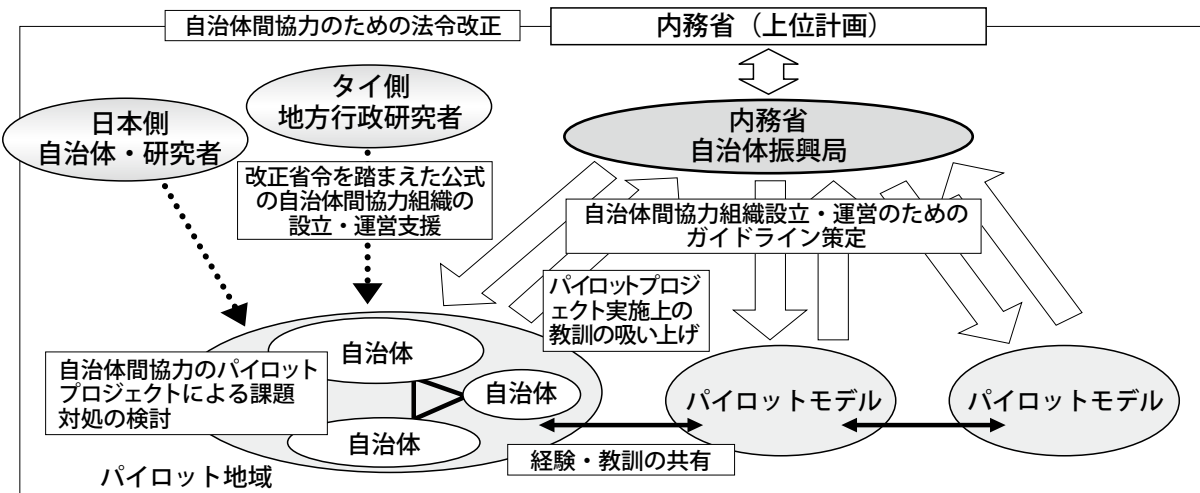 自治体間協力のための法令改正
内務省（上位計画）
日本側
自治体・研究者
タイ側
地方行政研究者
内務省
自治体振興局
改正省令を踏まえた公式
の自治体間協力組織の
設立・運営支援
自治体間協力組織設立・運営のための
ガイドライン策定
パイロットプロジ
ェクト実施上の
教訓の吸い上げ
自治体間協力のパイロット
プロジェクトによる課題
対処の検討
自治体
自治体
自治体
パイロットモデル
パイロットモデル
経験・教訓の共有
パイロット地域